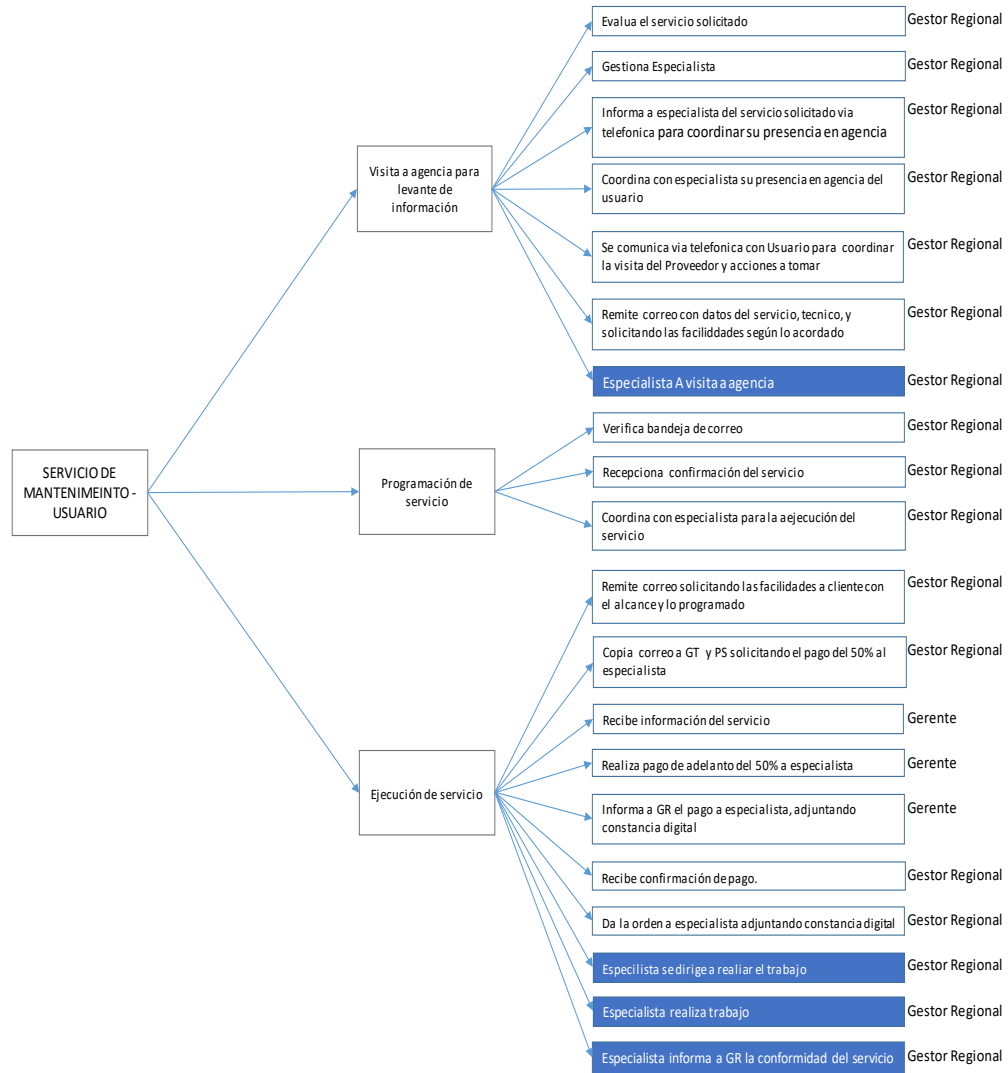 Evalua el servicio solicitado
Gestor Regional
Gestiona Especialista
Gestor Regional
Informa a especialista del servicio solicitado via
telefonica para coordinar su presencia en agencia
Gestor Regional
Visita a agencia para
levante de
información
Coordina con especialista su presencia en agencia del
usuario
Gestor Regional
Se comunica via telefonica con Usuario para coordinar
la visita del Proveedor y acciones a tomar
Gestor Regional
Remite correo con datos del servicio, tecnico, y
solicitando las faciliddades según lo acordado
Gestor Regional
Especialista A visita a agencia
Gestor Regional
SERVICIO DE
MANTENIMEINTO -
USUARIO
Programación de
servicio
Verifica bandeja de correo
Gestor Regional
Recepciona confirmación del servicio
Gestor Regional
Coordina con especialista para la aejecución del
servicio
Gestor Regional
Remite correo solicitando las facilidades a cliente con
el alcance y lo programado
Gestor Regional
Copia correo a GT y PS solicitando el pago del 50% al
especialista
Gestor Regional
Recibe información del servicio
Gerente
Realiza pago de adelanto del 50% a especialista
Gerente
Ejecución de servicio
Informa a GR el pago a especialista, adjuntando
constancia digital
Gerente
Recibe confirmación de pago.
Gestor Regional
Da la orden a especialista adjuntando constancia digital
Gestor Regional
Especilista se dirige a realiar el trabajo
Gestor Regional
Especialista realiza trabajo
Gestor Regional
Especialista informa a GR la conformidad del servicio
Gestor Regional